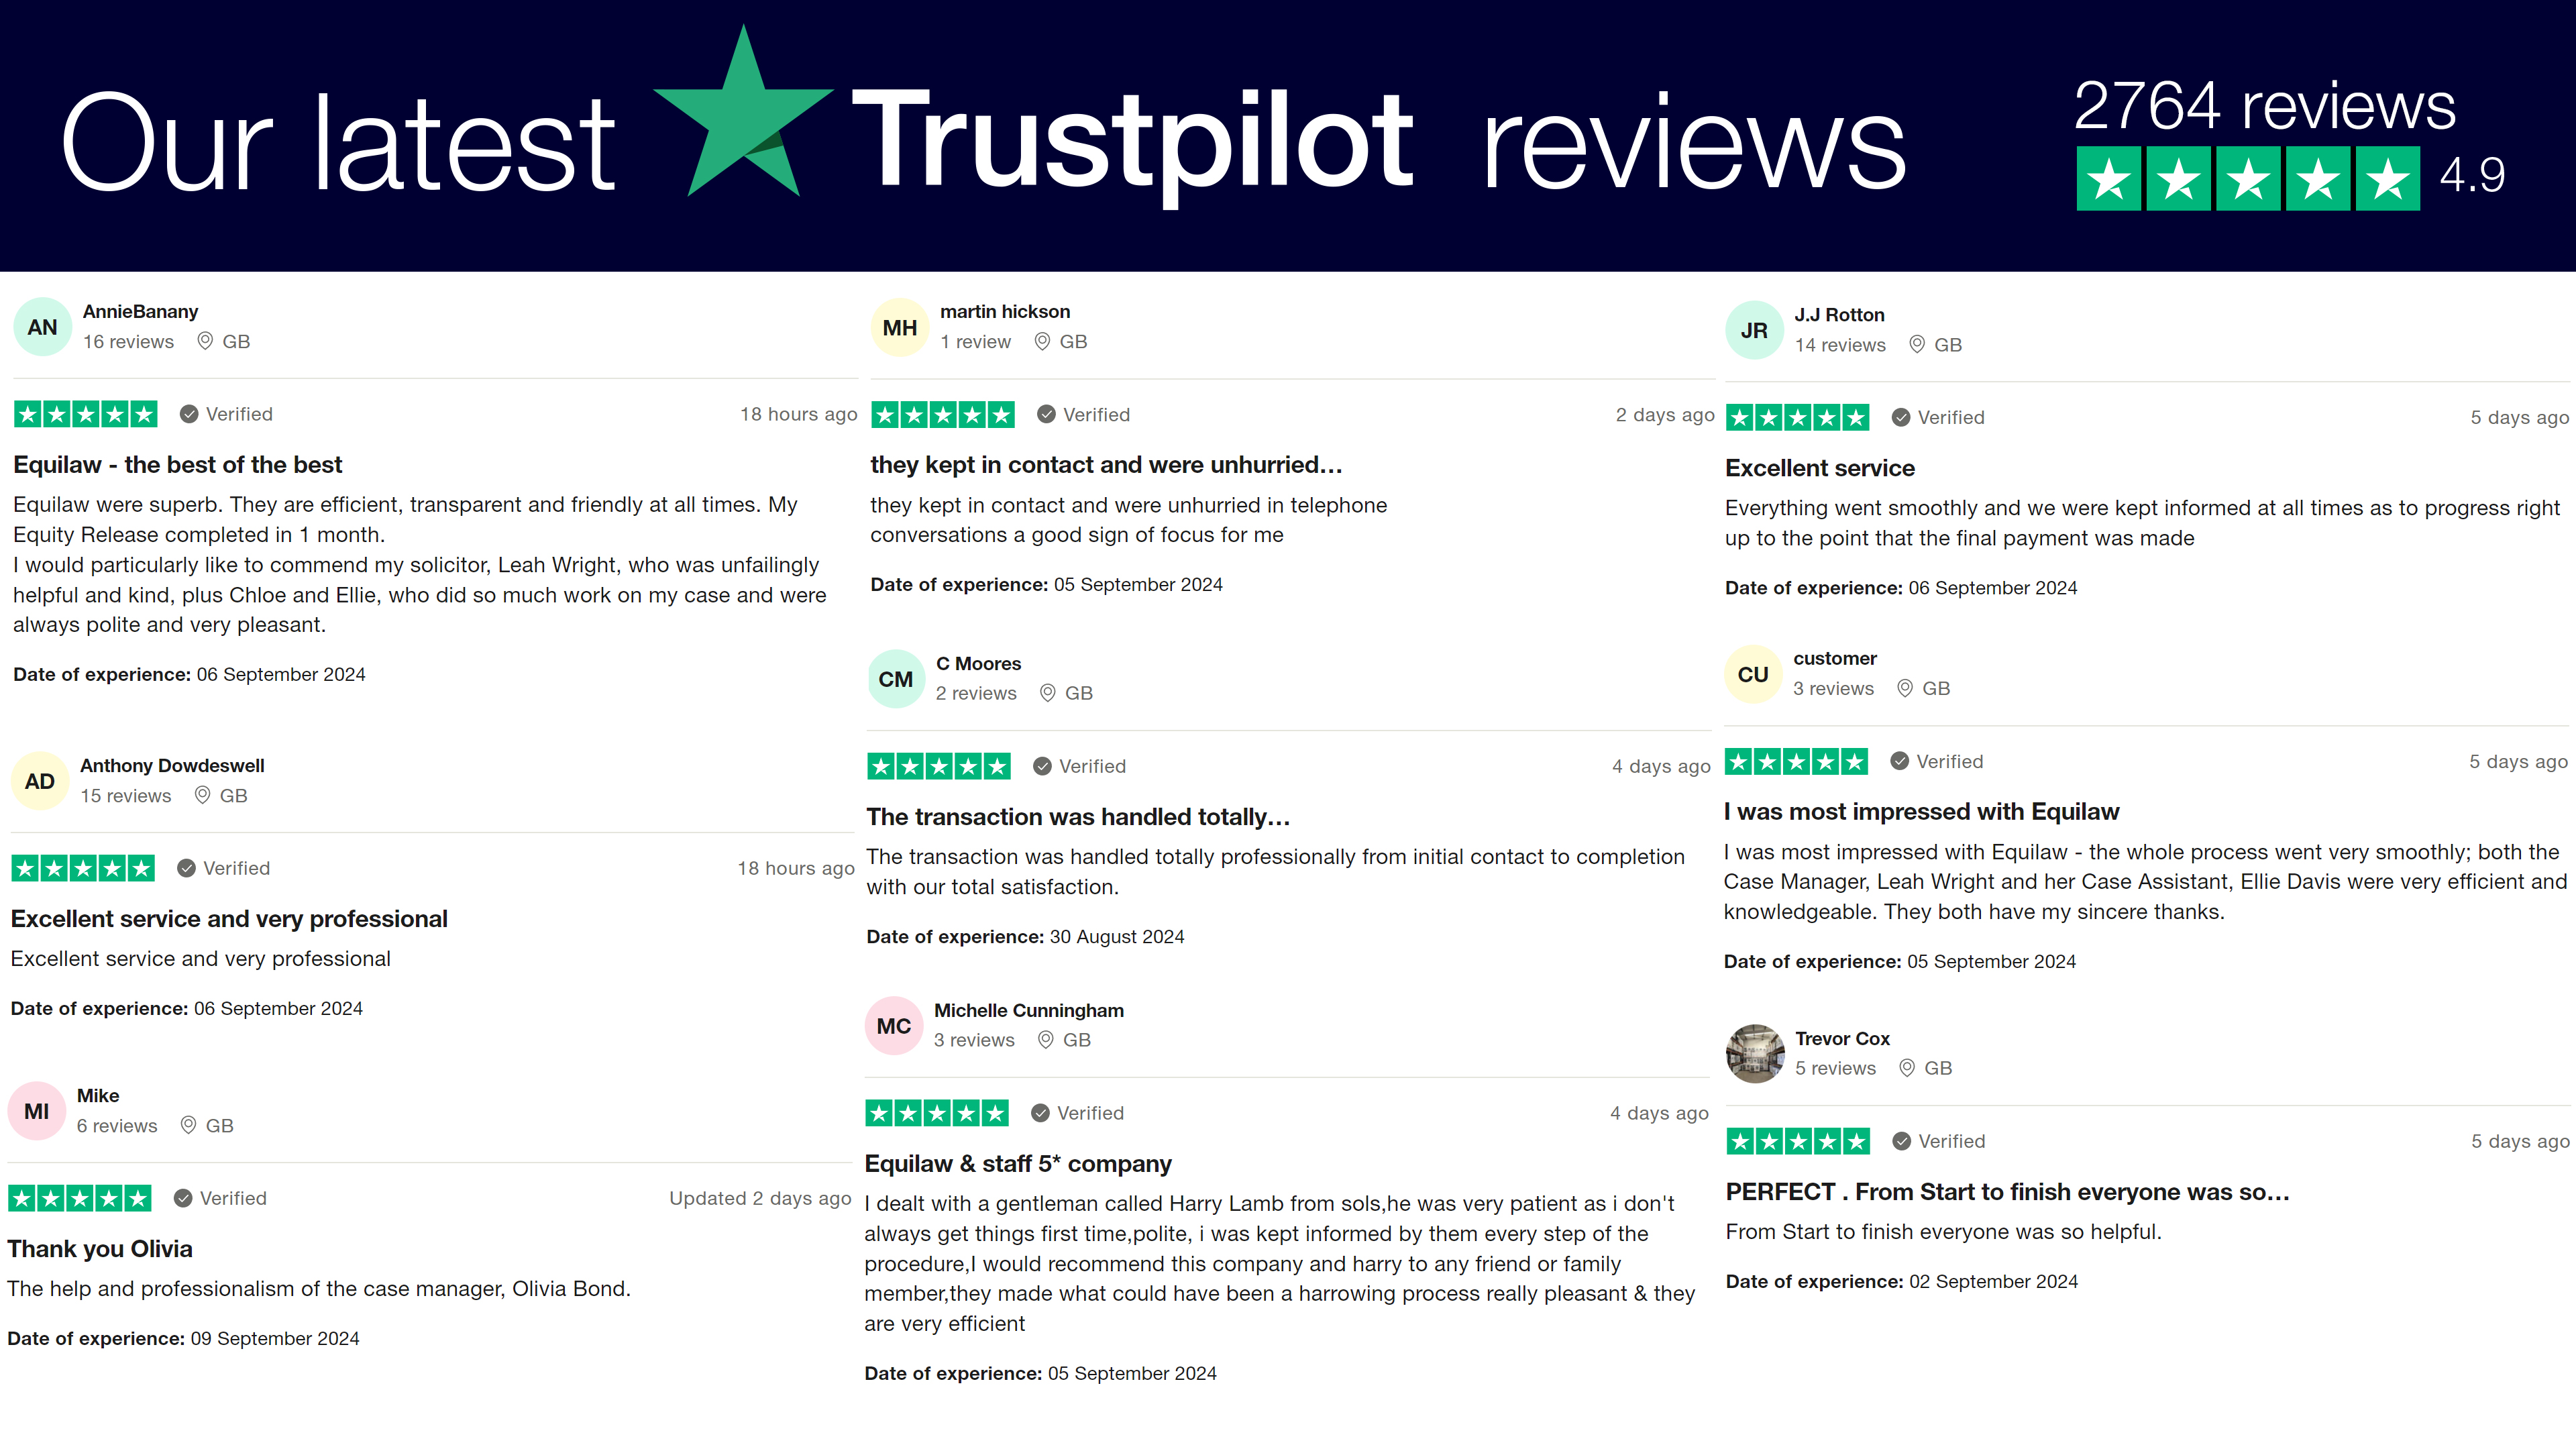 Our latest Trustpilot reviews
2764 reviews
4.9
AN
AnnieBanany
16 reviews GB
Verified
18 hours ago
Equilaw - the best of the best
Equilaw were superb. They are efficient, transparent and friendly at all times. My
Equity Release completed in 1 month.
I would particularly like to commend my solicitor, Leah Wright, who was unfailingly
helpful and kind, plus Chloe and Ellie, who did so much work on my case and were
always polite and very pleasant.
Date of experience: 06 September 2024
AD
Anthony Dowdeswell
15 reviews GB
Verified
18 hours ago
Excellent service and very professional
Excellent service and very professional
Date of experience: 06 September 2024
MI
Mike
6 reviews GB
Verified
Updated 2 days ago
Thank you Olivia
The help and professionalism of the case manager, Olivia Bond.
Date of experience: 09 September 2024
MH
martin hickson
1 review GB
Verified
2 days ago
they kept in contact and were unhurried…
they kept in contact and were unhurried in telephone
conversations a good sign of focus for me
Date of experience: 05 September 2024
CM
C Moores
2 reviews GB
Verified
4 days ago
The transaction was handled totally…
The transaction was handled totally professionally from initial contact to completion
with our total satisfaction.
Date of experience: 30 August 2024
MC
Michelle Cunningham
3 reviews GB
Verified
4 days ago
Equilaw & staff 5* company
I dealt with a gentleman called Harry Lamb from sols,he was very patient as i don't
always get things first time,polite, i was kept informed by them every step of the
procedure,I would recommend this company and harry to any friend or family
member,they made what could have been a harrowing process really pleasant & they
are very efficient
Date of experience: 05 September 2024
JR
J.J Rotton
14 reviews GB
Verified
5 days ago
Excellent service
Everything went smoothly and we were kept informed at all times as to progress right
up to the point that the final payment was made
Date of experience: 06 September 2024
CU
customer
3 reviews GB
Verified
5 days ago
I was most impressed with Equilaw
I was most impressed with Equilaw - the whole process went very smoothly; both the
Case Manager, Leah Wright and her Case Assistant, Ellie Davis were very efficient and
knowledgeable. They both have my sincere thanks.
Date of experience: 05 September 2024
Trevor Cox
5 reviews GB
Verified
5 days ago
PERFECT . From Start to finish everyone was so…
From Start to finish everyone was so helpful.
Date of experience: 02 September 2024